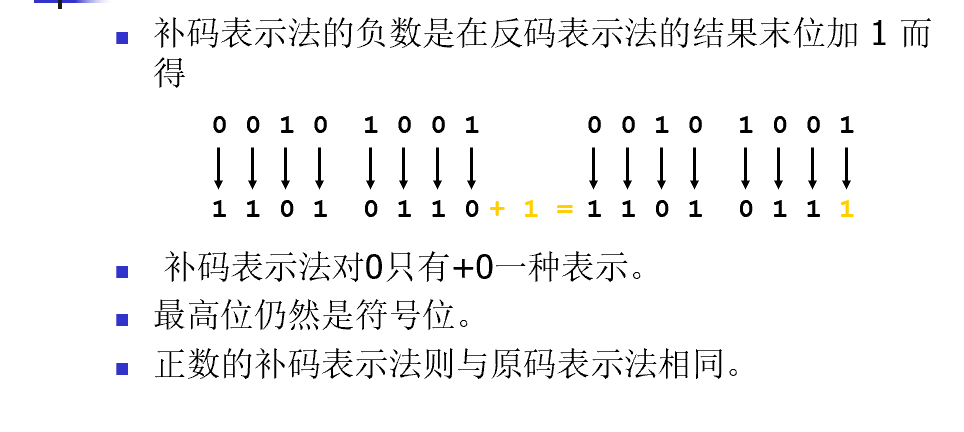 补码表示法的负数是在反码表示法的结果末位加 1 而
得
0 0 1 0 1 0 0 1 0 0 1 0 1 0 0 1
1 1 0 1 0 1 1 0 + 1 = 1 1 0 1 0 1 1 1
补码表示法对0只有+0一种表示。
最高位仍然是符号位。
正数的补码表示法则与原码表示法相同。